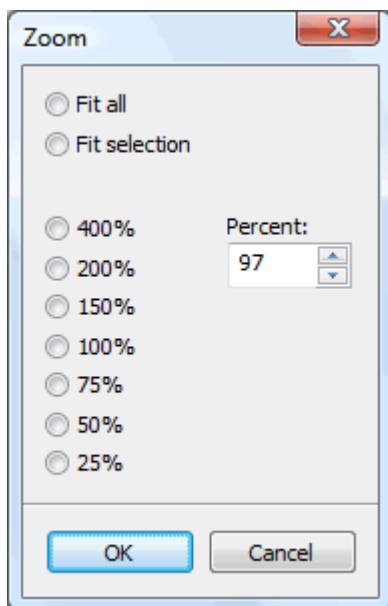 Zoom
Fit all
Fit selection
400%
Percent:
200%
97
150%
100%
75%
50%
25%
OK
Cancel